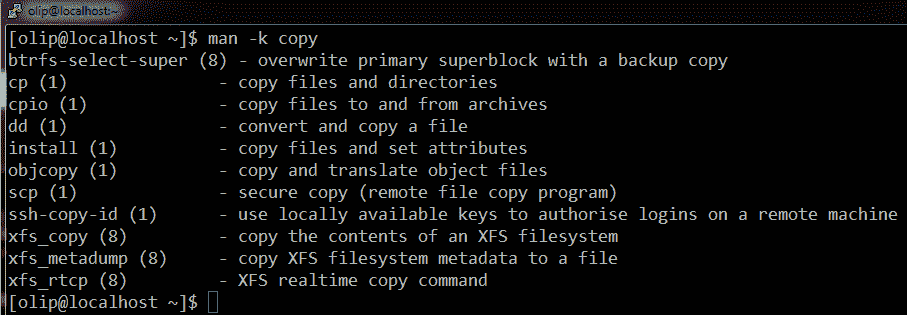 olip@localhost:~
[olip@localhost ~]$ man -k copy
btrfs-select-super (8) - overwrite primary superblock with a backup copy
cp (1)               - copy files and directories
cpio (1)             - copy files to and from archives
dd (1)               - convert and copy a file
install (1)          - copy files and set attributes
objcopy (1)          - copy and translate object files
scp (1)              - secure copy (remote file copy program)
ssh-copy-id (1)      - use locally available keys to authorise logins on a remote machine
xfs_copy (8)         - copy the contents of an XFS filesystem
xfs_metadump (8)     - copy XFS filesystem metadata to a file
xfs_rtcp (8)         - XFS realtime copy command
[olip@localhost ~]$